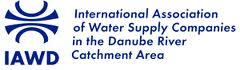 IAWD
International Association
of Water Supply Companies
in the Danube River
Catchment Area